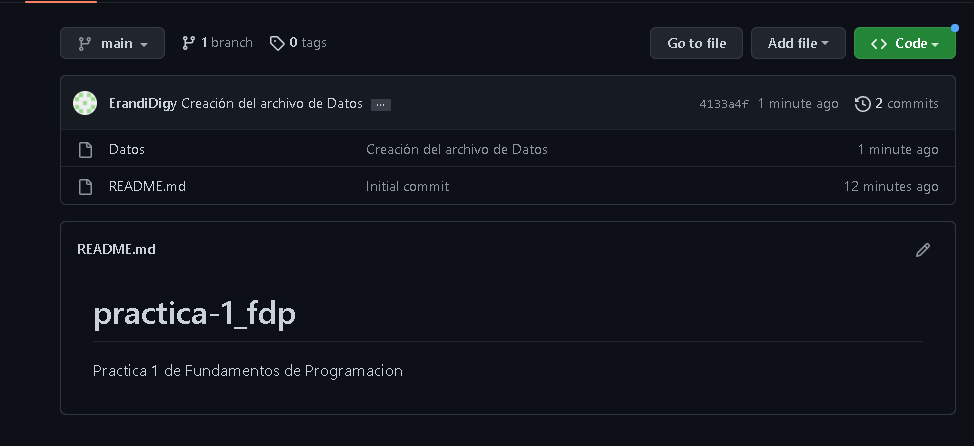 main 1 branch 0 tags Go to file Add file Code
ErandiDigy Creación del archivo de Datos ... 4133a4f 1 minute ago 2 commits
Datos Creación del archivo de Datos 1 minute ago
README.md Initial commit 12 minutes ago
README.md
practica-1_fdp
Practica 1 de Fundamentos de Programacion